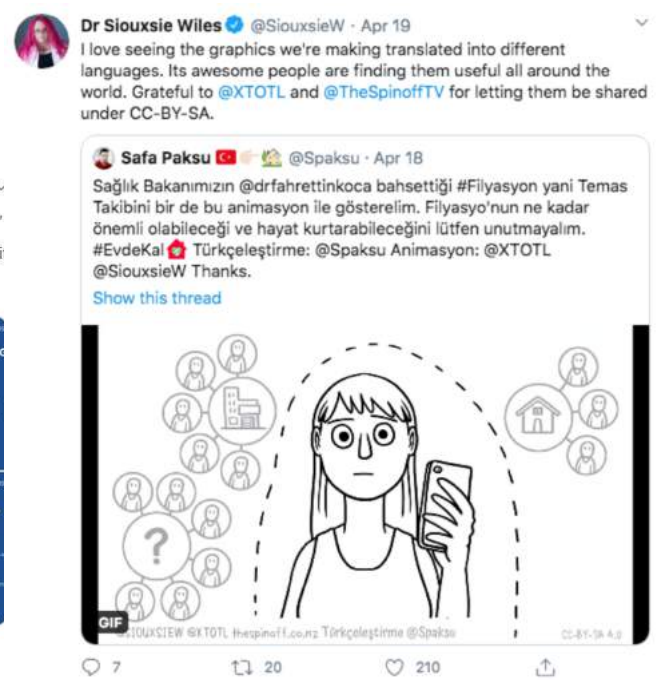 Dr Siouxsie Wiles @SiouxsieW · Apr 19
I love seeing the graphics we're making translated into different
languages. Its awesome people are finding them useful all around the
world. Grateful to @XTOTL and @TheSpinoffTV for letting them be shared
under CC-BY-SA.
Safa Paksu @Spaksu · Apr 18
Sağlık Bakanımızın @drfahrettinkoca bahsettiği #Filyasyon yani Temas
Takibini bir de bu animasyon ile gösterelim. Filyasyo'nun ne kadar
önemli olabileceği ve hayat kurtarabileceğini lütfen unutmayalım.
#EvdeKal Türkçeleştirme: @Spaksu Animasyon: @XTOTL
@SiouxsieW Thanks.
Show this thread
?
GIF
@SIOUXSIEW @XTOTL thespinoff.co.nz Türkçeleştirme @Spaksu CC-BY-SA 4.0
7 20 210